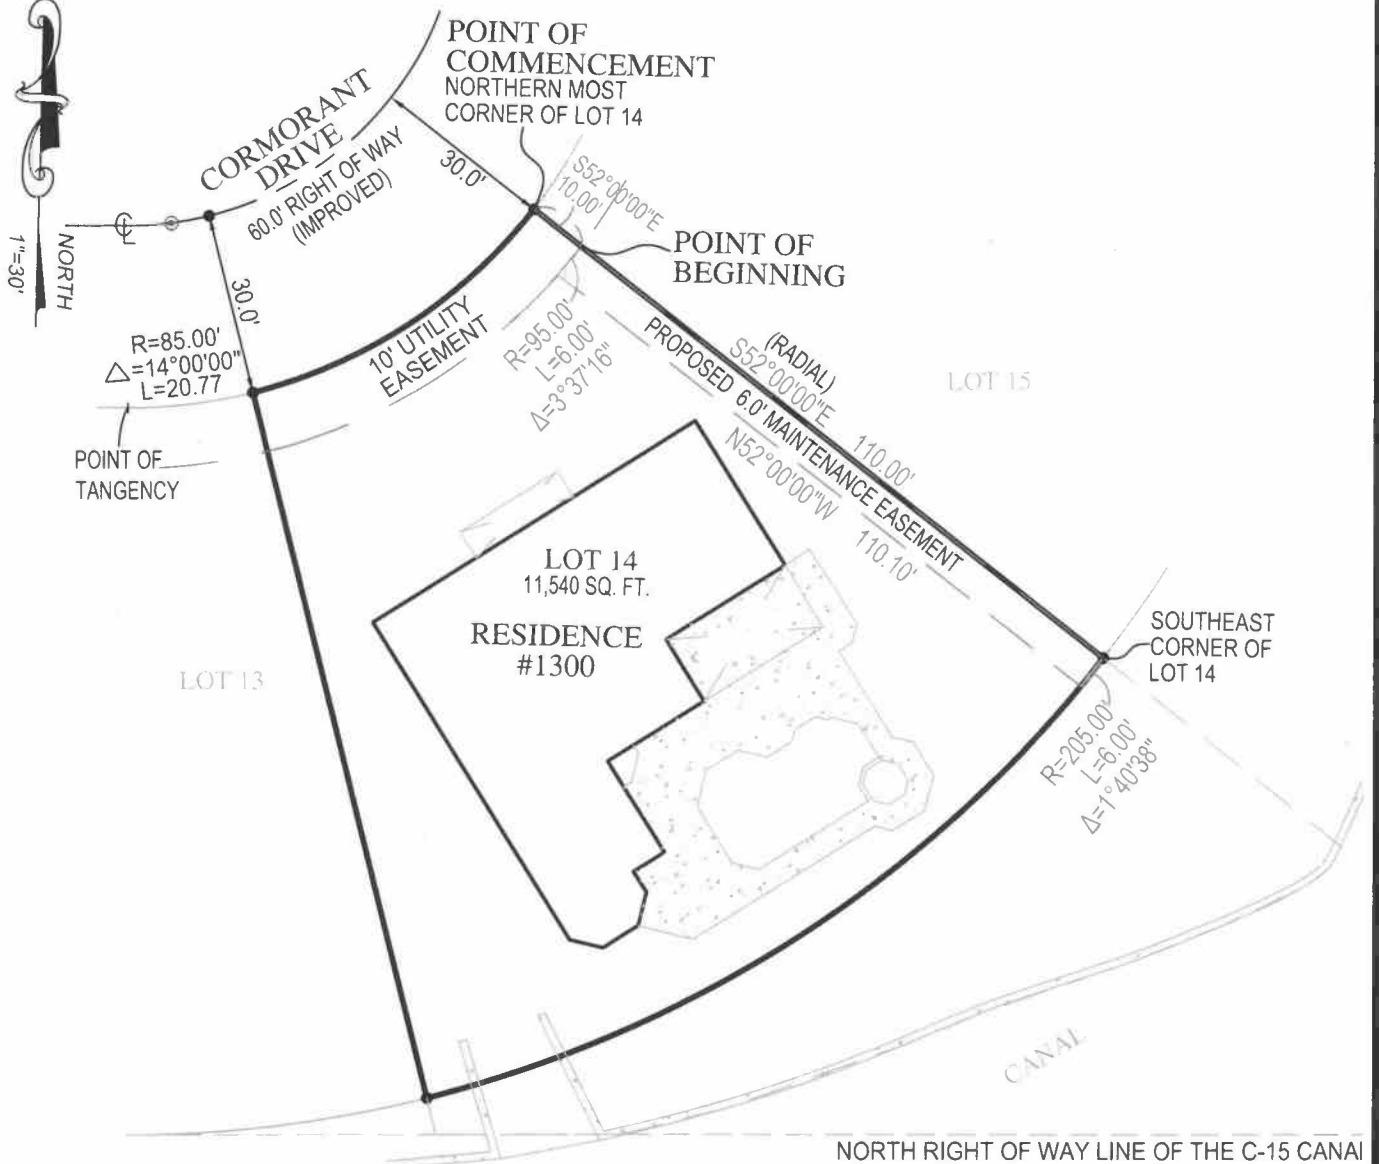 POINT OF
COMMENCEMENT
NORTHERN MOST
CORNER OF LOT 14
CORMORANT
DRIVE
60.0' RIGHT OF WAY
(IMPROVED)
30.0'
S52°00'00"E
10.00'
POINT OF
BEGINNING
NORTH
1"=30'
30.0'
R=85.00'
Δ=14°00'00"
L=20.77
10' UTILITY
EASEMENT
R=95.00'
L=6.00'
Δ=3°37'16"
(RADIAL)
S52°00'00"E 110.00'
PROPOSED 6.0' MAINTENANCE EASEMENT
N52°00'00"W 110.10'
LOT 15
POINT OF
TANGENCY
LOT 14
11,540 SQ. FT.
RESIDENCE
#1300
LOT 13
SOUTHEAST
CORNER OF
LOT 14
R=205.00'
L=6.00'
Δ=1°40'38"
CANAL
NORTH RIGHT OF WAY LINE OF THE C-15 CANAl